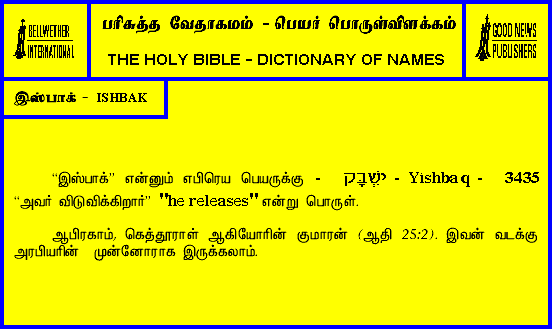 BELLWETHER
INTERNATIONAL
பரிசுத்த வேதாகமம் - பெயர் பொருள்விளக்கம்
THE HOLY BIBLE - DICTIONARY OF NAMES
GOOD NEWS
PUBLISHERS
இஸ்பாக் - ISHBAK
“இஸ்பாக்” என்னும் எபிரெய பெயருக்கு - יִשְׁבָּק - Yishbaq - 3435
“அவர் விடுவிக்கிறார்” "he releases" என்று பொருள்.
ஆபிரகாம், கெத்தூராள் ஆகியோரின் குமாரன் (ஆதி 25:2). இவன் வடக்கு
அரபியரின் முன்னோராக இருக்கலாம்.